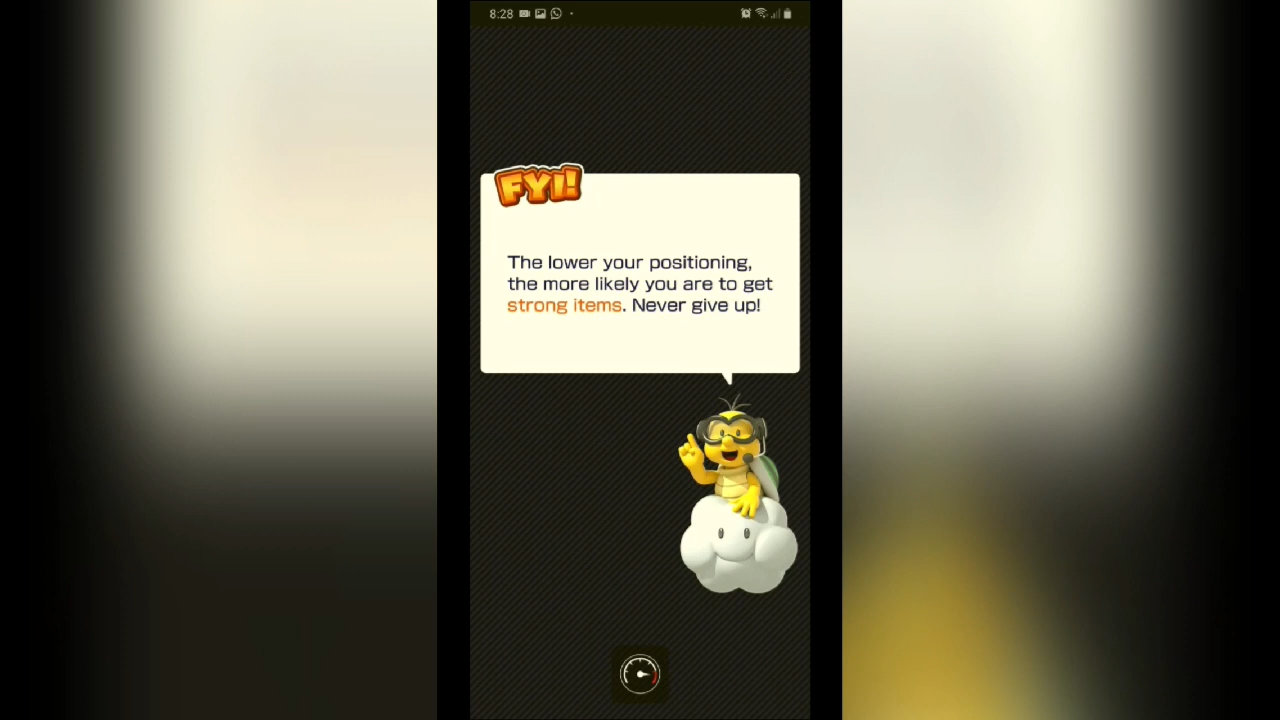 8:28
FYI!
The lower your positioning,
the more likely you are to get
strong items. Never give up!